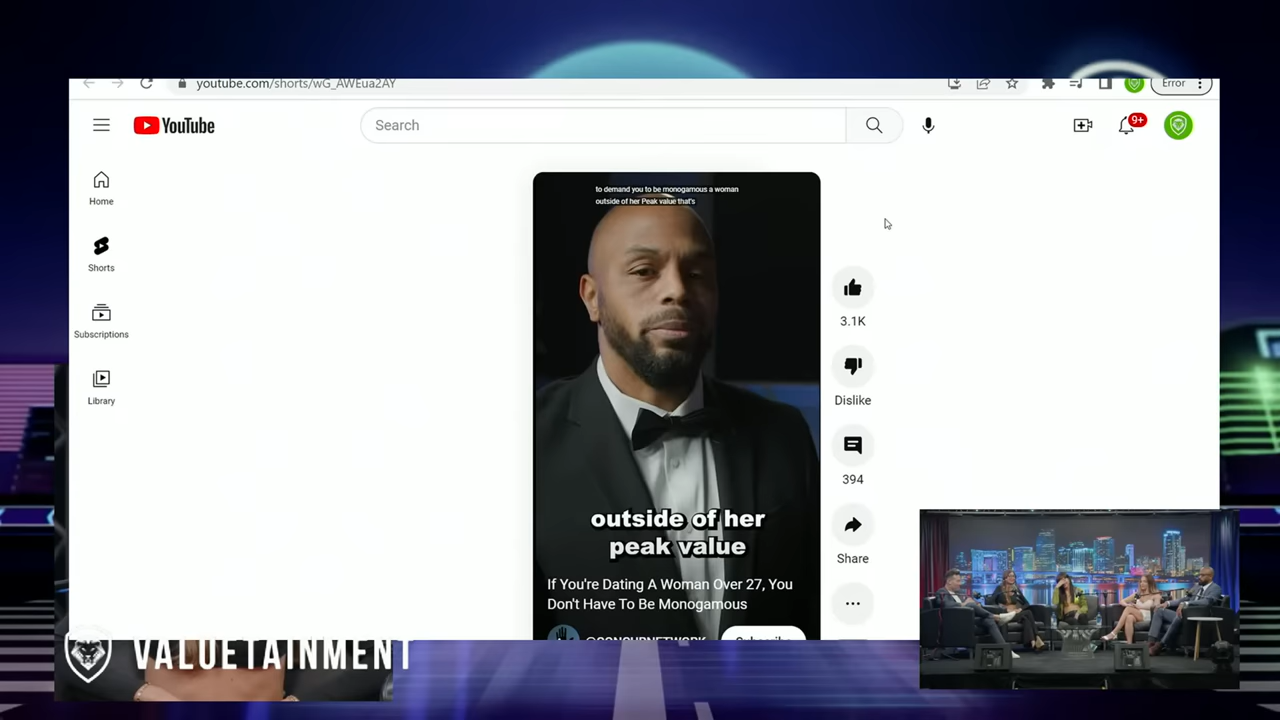 youtube.com/shorts/wG_AWEua2AY
Error
YouTube
Search
9+
Home
Shorts
Subscriptions
Library
to demand you to be monogamous a woman
outside of her Peak value that's
outside of her
peak value
If You're Dating A Woman Over 27, You
Don't Have To Be Monogamous
@CONCURNETWORK
Subscribe
3.1K
Dislike
394
Share
VALUETAINMENT